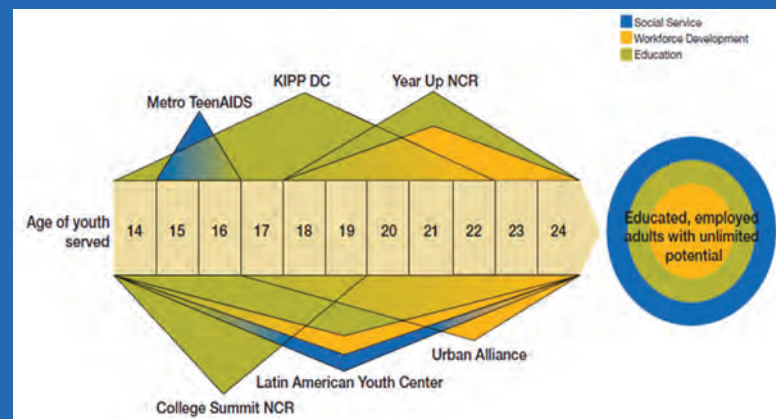 Social Service
Workforce Development
Education
KIPP DC
Year Up NCR
Metro TeenAIDS
Age of youth
served
14 15 16 17 18 19 20 21 22 23 24
Educated, employed
adults with unlimited
potential
Urban Alliance
Latin American Youth Center
College Summit NCR